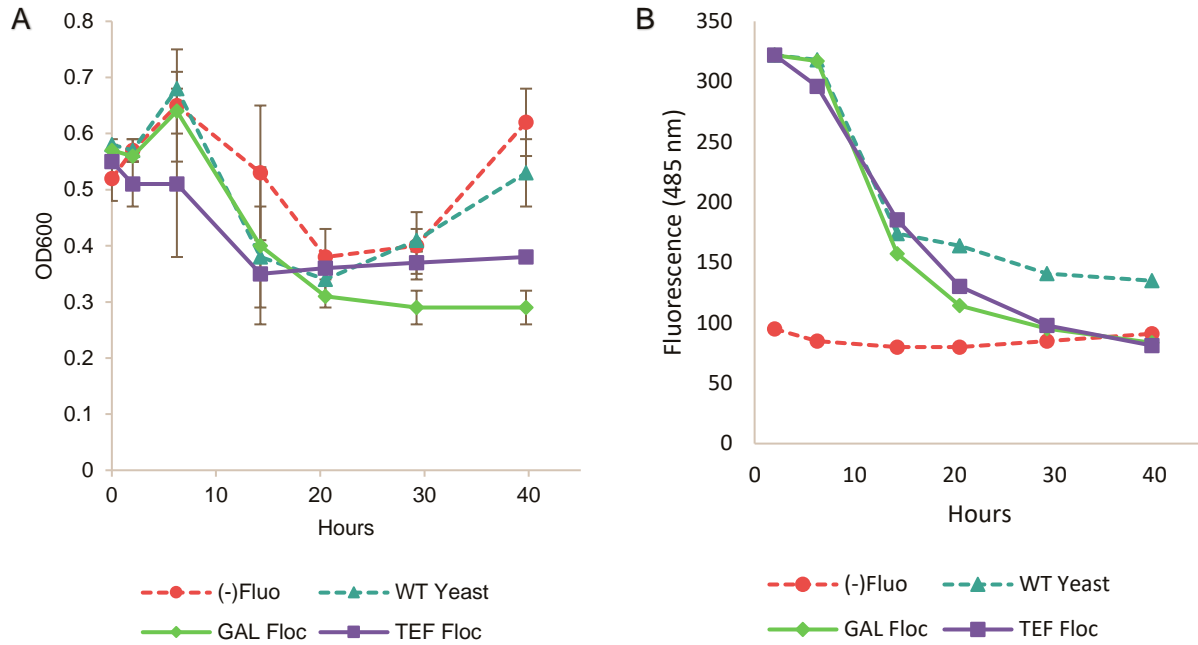 A
OD600
0.8
0.7
0.6
0.5
0.4
0.3
0.2
0.1
0
0 10 20 30 40
Hours
(-)Fluo WT Yeast
GAL Floc TEF Floc
B
Fluorescence (485 nm)
350
300
250
200
150
100
50
0
0 10 20 30 40
Hours
(-)Fluo WT Yeast
GAL Floc TEF Floc